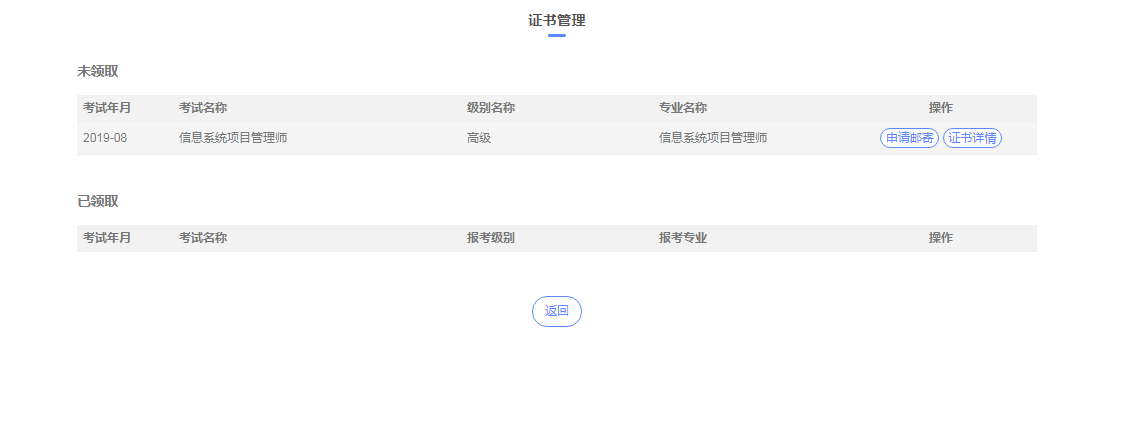 证书管理
未领取
考试年月 考试名称 级别名称 专业名称 操作
2019-08 信息系统项目管理师 高级 信息系统项目管理师 申请邮寄 证书详情
已领取
考试年月 考试名称 报考级别 报考专业 操作
返回